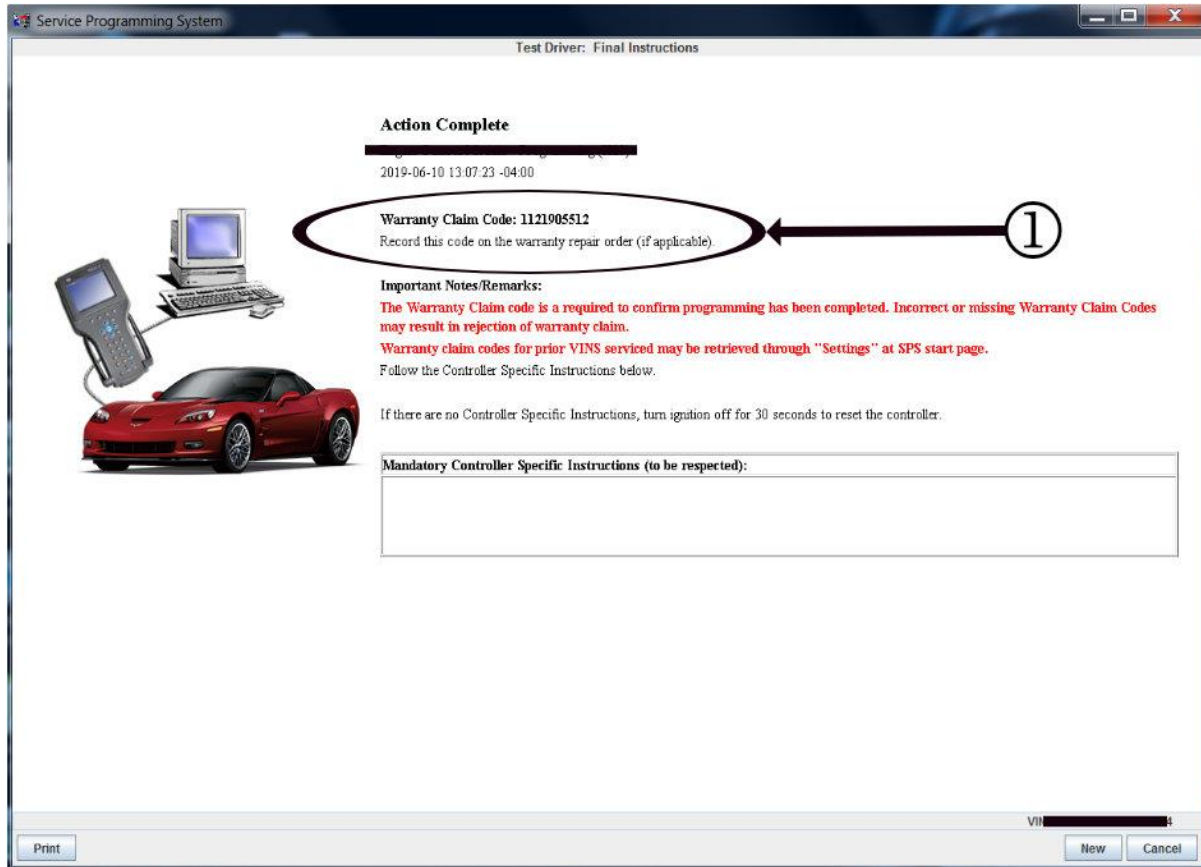 Service Programming System
Test Driver: Final Instructions
Action Complete
2019-06-10 13:07:23 -04:00
Warranty Claim Code: 1121905512
Record this code on the warranty repair order (if applicable).
①
Important Notes/Remarks:
The Warranty Claim code is a required to confirm programming has been completed. Incorrect or missing Warranty Claim Codes
may result in rejection of warranty claim.
Warranty claim codes for prior VINS serviced may be retrieved through "Settings" at SPS start page.
Follow the Controller Specific Instructions below.
If there are no Controller Specific Instructions, turn ignition off for 30 seconds to reset the controller.
Mandatory Controller Specific Instructions (to be respected):
VIN 4
Print
New
Cancel